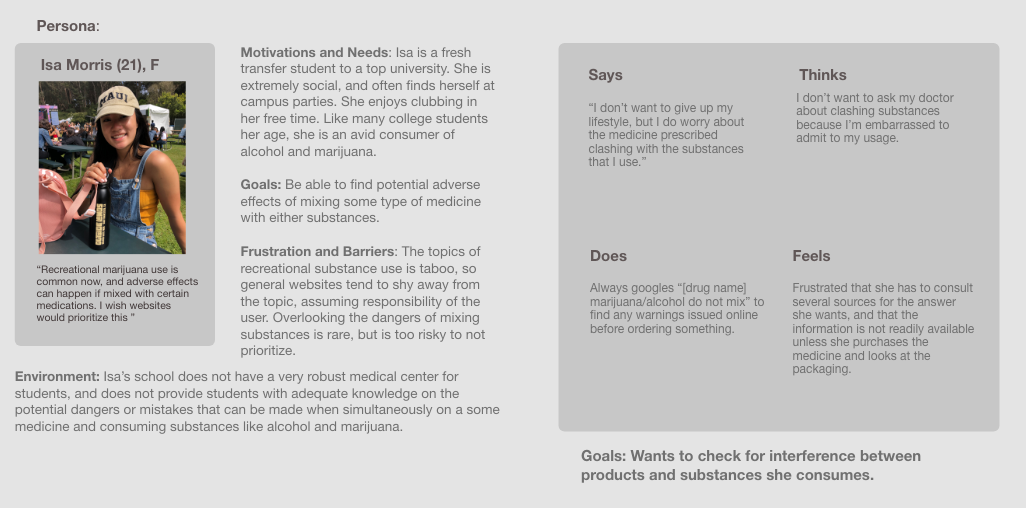 Persona:
Isa Morris (21), F
MAUI
“Recreational marijuana use is
common now, and adverse effects
can happen if mixed with certain
medications. I wish websites
would prioritize this ”
Motivations and Needs: Isa is a fresh
transfer student to a top university. She is
extremely social, and often finds herself at
campus parties. She enjoys clubbing in
her free time. Like many college students
her age, she is an avid consumer of
alcohol and marijuana.
Goals: Be able to find potential adverse
effects of mixing some type of medicine
with either substances.
Frustration and Barriers: The topics of
recreational substance use is taboo, so
general websites tend to shy away from
the topic, assuming responsibility of the
user. Overlooking the dangers of mixing
substances is rare, but is too risky to not
prioritize.
Environment: Isa’s school does not have a very robust medical center for
students, and does not provide students with adequate knowledge on the
potential dangers or mistakes that can be made when simultaneously on a some
medicine and consuming substances like alcohol and marijuana.
Says
“I don’t want to give up my
lifestyle, but I do worry about
the medicine prescribed
clashing with the substances
that I use.”
Thinks
I don’t want to ask my doctor
about clashing substances
because I’m embarrassed to
admit to my usage.
Does
Always googles “[drug name]
marijuana/alcohol do not mix” to
find any warnings issued online
before ordering something.
Feels
Frustrated that she has to consult
several sources for the answer
she wants, and that the
information is not readily available
unless she purchases the
medicine and looks at the
packaging.
Goals: Wants to check for interference between
products and substances she consumes.